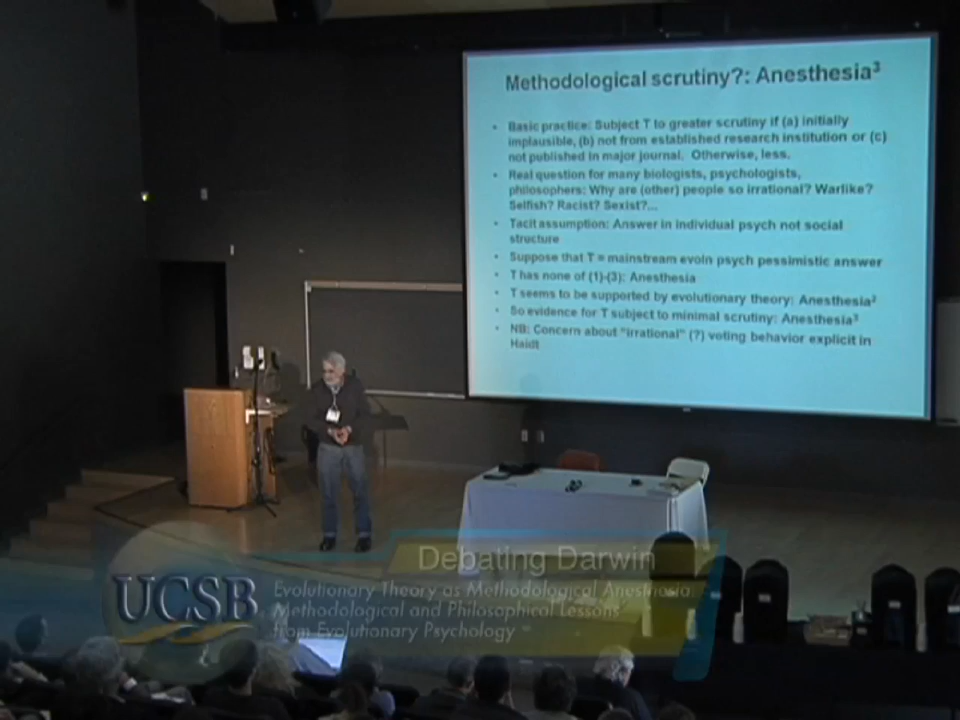 Methodological scrutiny?: Anesthesia³
• Basic practice: Subject T to greater scrutiny if (a) initially
implausible, (b) not from established research institution or (c)
not published in major journal. Otherwise, less.
• Real question for many biologists, psychologists,
philosophers: Why are (other) people so irrational? Warlike?
Selfish? Racist? Sexist?...
• Tacit assumption: Answer in individual psych not social
structure
• Suppose that T = mainstream evoln psych pessimistic answer
• T has none of (1)-(3): Anesthesia
• T seems to be supported by evolutionary theory: Anesthesia²
• So evidence for T subject to minimal scrutiny: Anesthesia³
• NB: Concern about "irrational" (?) voting behavior explicit in
Haidt
Debating Darwin
UCSB
Evolutionary Theory as Methodological Anesthesia
Methodological and Philosophical Lessons
from Evolutionary Psychology